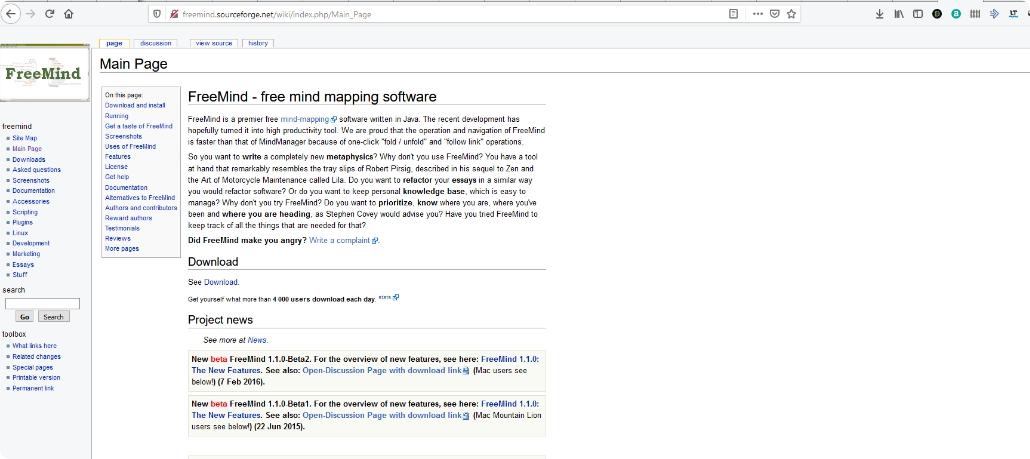 freemind.sourceforge.net/wiki/index.php/Main_Page
page
discussion
view source
history
FreeMind
Main Page
freemind
Site Map
Main Page
Downloads
Asked questions
Screenshots
Documentation
Accessories
Scripting
Plugins
Linux
Development
Marketing
Essays
Stuff
search
Go
Search
toolbox
What links here
Related changes
Special pages
Printable version
Permanent link
On this page:
Download and install
Running
Get a taste of FreeMind
Screenshots
Uses of FreeMind
Features
License
Get help
Documentation
Alternatives to FreeMind
Authors and contributors
Reward authors
Testimonials
Reviews
More pages
FreeMind - free mind mapping software
FreeMind is a premier free mind-mapping software written in Java. The recent development has
hopefully turned it into high productivity tool. We are proud that the operation and navigation of FreeMind
is faster than that of MindManager because of one-click "fold / unfold" and "follow link" operations.
So you want to write a completely new metaphysics? Why don't you use FreeMind? You have a tool
at hand that remarkably resembles the tray slips of Robert Pirsig, described in his sequel to Zen and
the Art of Motorcycle Maintenance called Lila. Do you want to refactor your essays in a similar way
you would refactor software? Or do you want to keep personal knowledge base, which is easy to
manage? Why don't you try FreeMind? Do you want to prioritize, know where you are, where you've
been and where you are heading, as Stephen Covey would advise you? Have you tried FreeMind to
keep track of all the things that are needed for that?
Did FreeMind make you angry? Write a complaint.
Download
See Download.
Get yourself what more than 4 000 users download each day.
Project news
See more at News.
New beta FreeMind 1.1.0-Beta2. For the overview of new features, see here: FreeMind 1.1.0:
The New Features. See also: Open-Discussion Page with download link (Mac users see
below!) (7 Feb 2016).
New beta FreeMind 1.1.0-Beta1. For the overview of new features, see here: FreeMind 1.1.0:
The New Features. See also: Open-Discussion Page with download link (Mac Mountain Lion
users see below!) (22 Jun 2015).